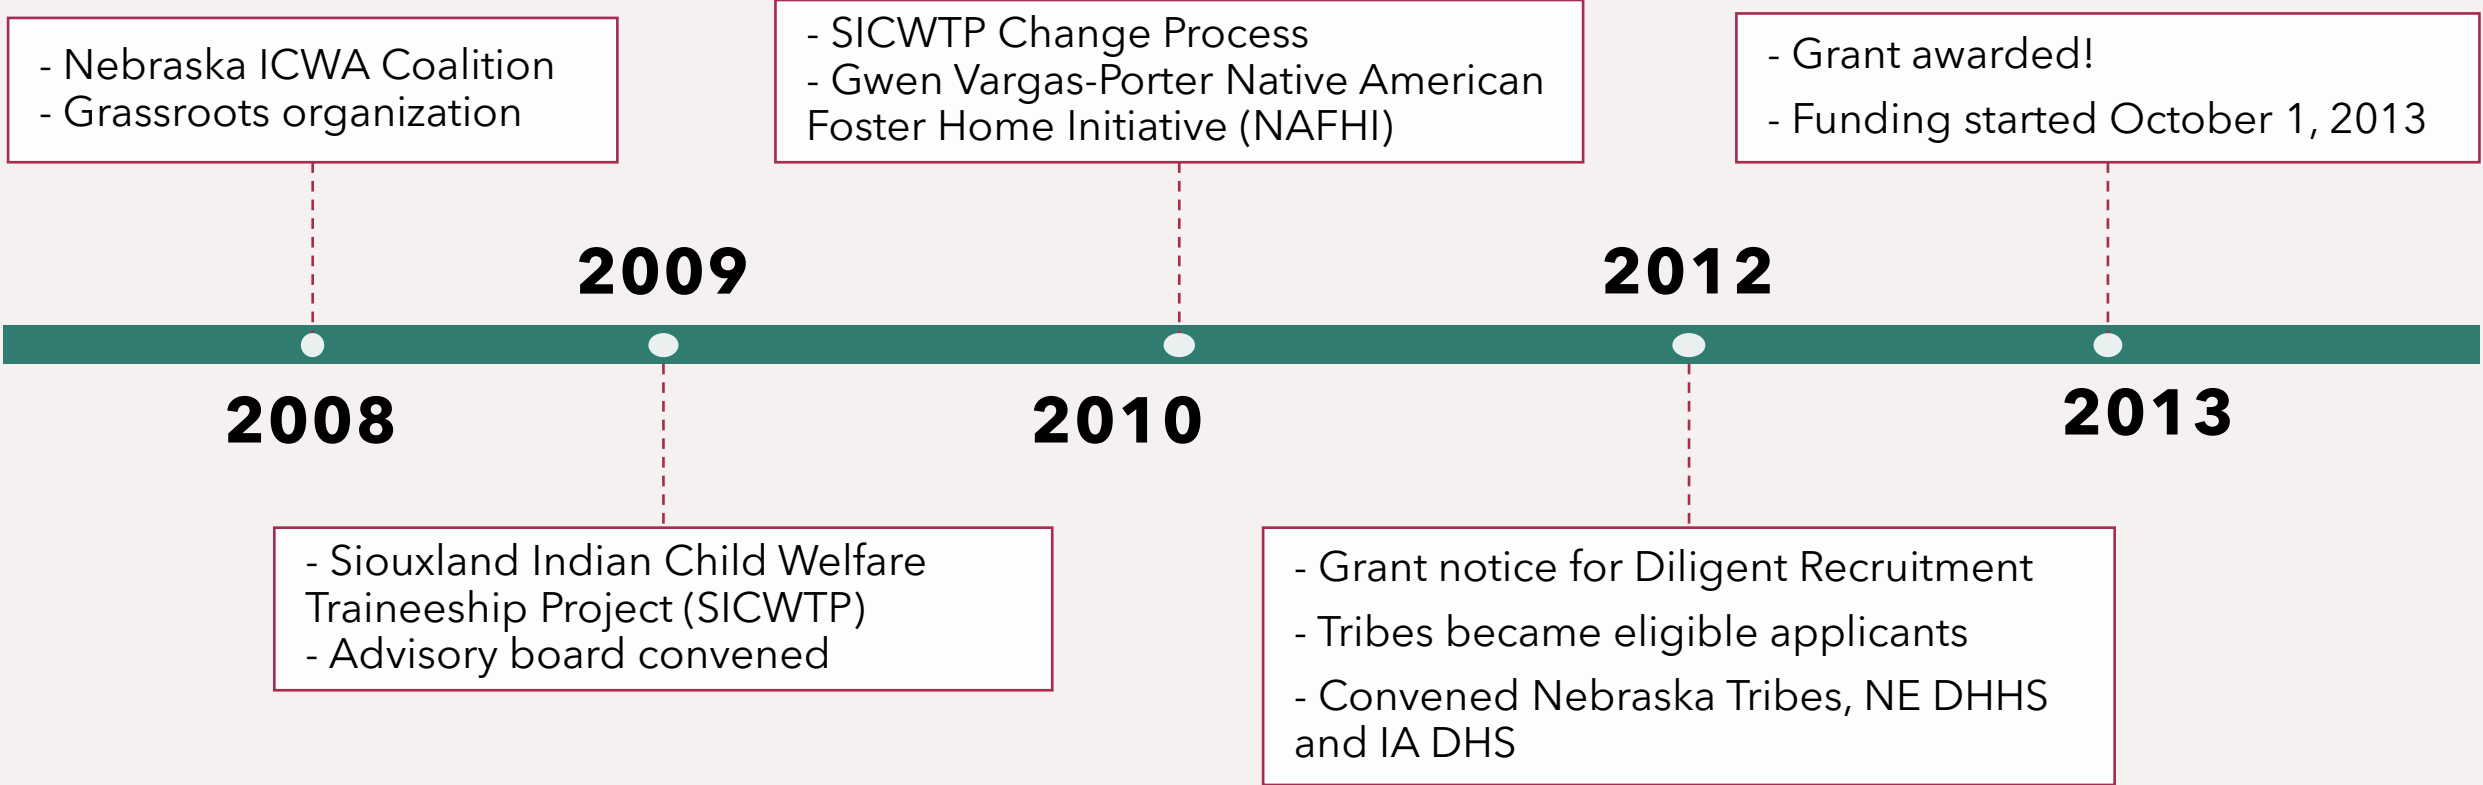 - Nebraska ICWA Coalition
- Grassroots organization
- SICWTP Change Process
- Gwen Vargas-Porter Native American
Foster Home Initiative (NAFHI)
- Grant awarded!
- Funding started October 1, 2013
2009
2012
2008
2010
2013
- Siouxland Indian Child Welfare
Traineeship Project (SICWTP)
- Advisory board convened
- Grant notice for Diligent Recruitment
- Tribes became eligible applicants
- Convened Nebraska Tribes, NE DHHS
and IA DHS